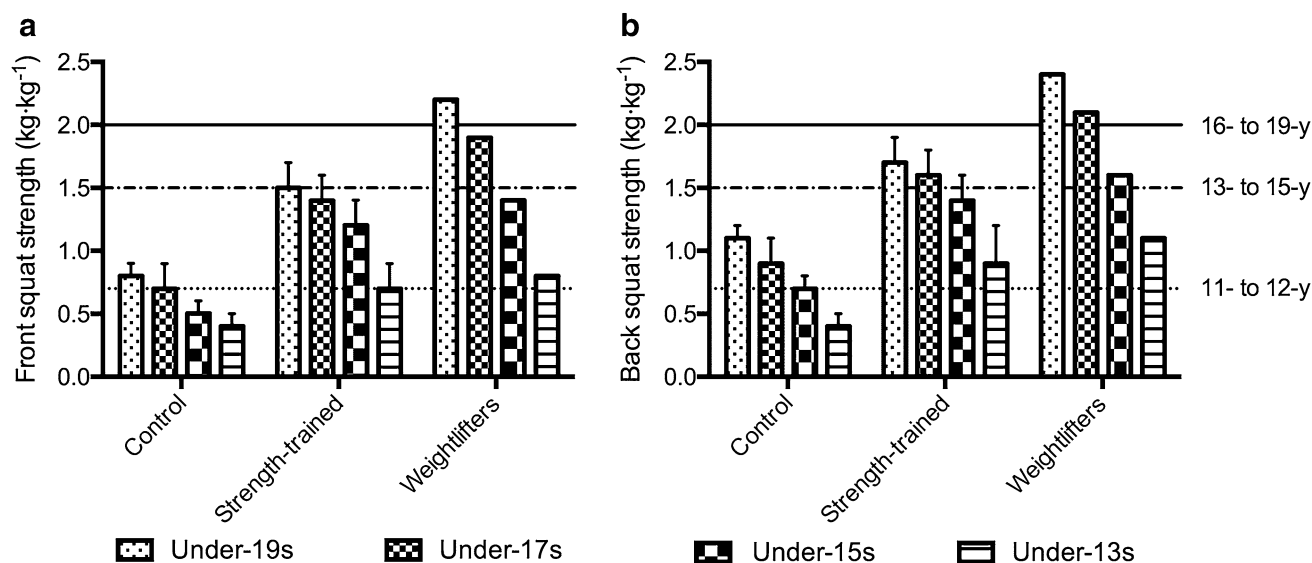 a
Front squat strength (kg·kg⁻¹)
2.5
2.0
1.5
1.0
0.5
0.0
Control
Strength-trained
Weightlifters
b
Back squat strength (kg·kg⁻¹)
2.5
2.0
1.5
1.0
0.5
0.0
Control
Strength-trained
Weightlifters
16- to 19-y
13- to 15-y
11- to 12-y
Under-19s Under-17s Under-15s Under-13s